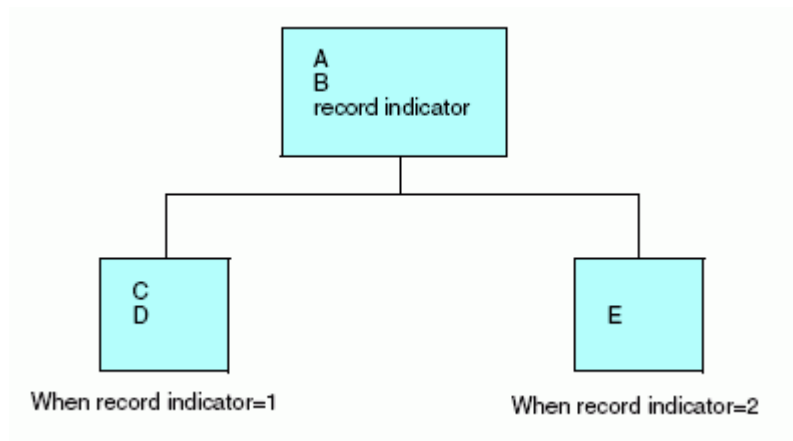 A
B
record indicator
C
D
E
When record indicator=1
When record indicator=2